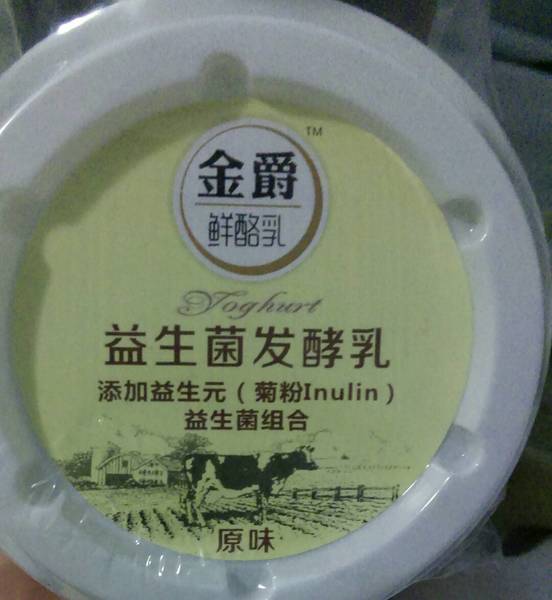 TM
金爵
鲜酪乳
Yoghurt
益生菌发酵乳
添加益生元（菊粉Inulin）
益生菌组合
原味